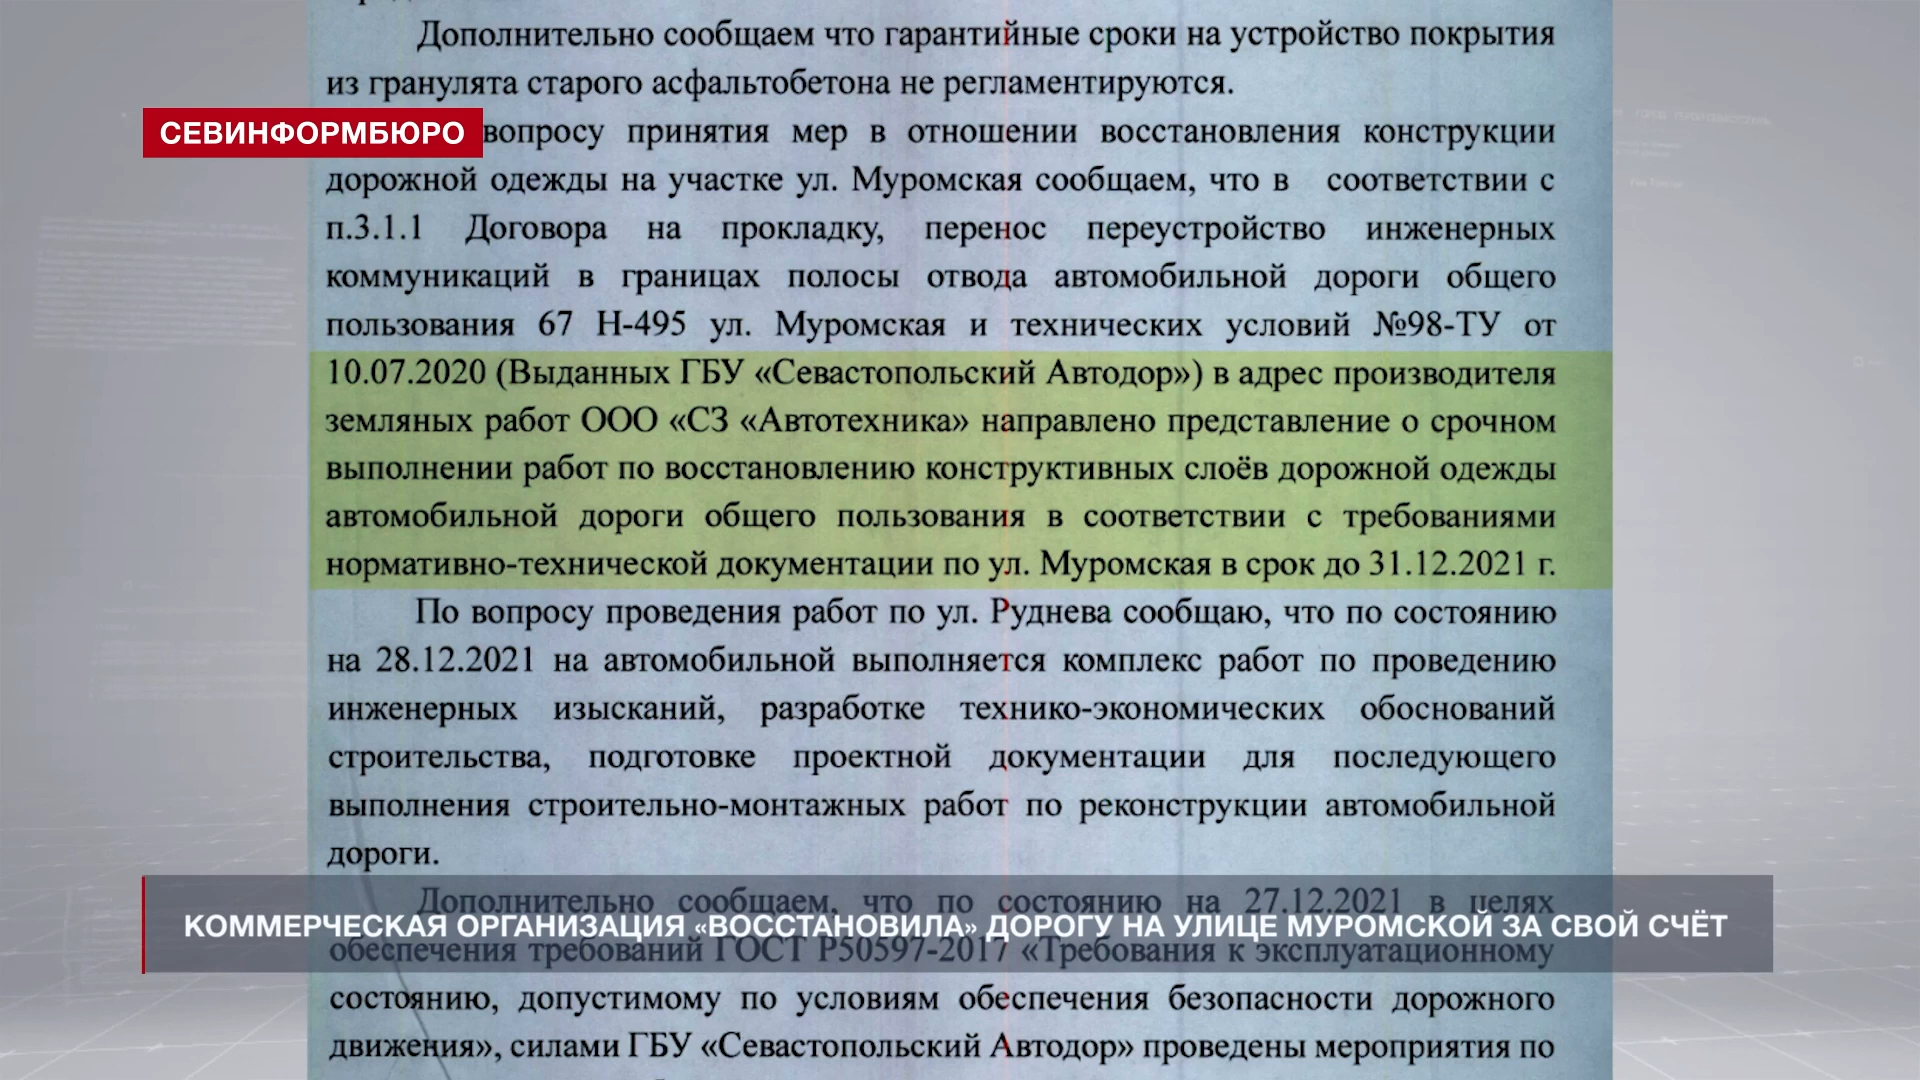 Дополнительно сообщаем что гарантийные сроки на устройство покрытия
из гранулята старого асфальтобетона не регламентируются.
СЕВИНФОРМБЮРО
вопросу принятия мер в отношении восстановления конструкции
дорожной одежды на участке ул. Муромская сообщаем, что в соответствии с
п.3.1.1 Договора на прокладку, перенос переустройство инженерных
коммуникаций в границах полосы отвода автомобильной дороги общего
пользования 67 Н-495 ул. Муромская и технических условий №98-ТУ от
10.07.2020 (Выданных ГБУ «Севастопольский Автодор») в адрес производителя
земляных работ ООО «СЗ «Автотехника» направлено представление о срочном
выполнении работ по восстановлению конструктивных слоёв дорожной одежды
автомобильной дороги общего пользования в соответствии с требованиями
нормативно-технической документации по ул. Муромская в срок до 31.12.2021 г.
По вопросу проведения работ по ул. Руднева сообщаю, что по состоянию
на 28.12.2021 на автомобильной выполняется комплекс работ по проведению
инженерных изысканий, разработке технико-экономических обоснований
строительства, подготовке проектной документации для последующего
выполнения строительно-монтажных работ по реконструкции автомобильной
дороги.
Дополнительно сообщаем, что по состоянию на 27.12.2021 в целях
КОММЕРЧЕСКАЯ ОРГАНИЗАЦИЯ «ВОССТАНОВИЛА» ДОРОГУ НА УЛИЦЕ МУРОМСКОЙ ЗА СВОЙ СЧЁТ
обеспечения требований ГОСТ Р50597-2017 «Требования к эксплуатационному
состоянию, допустимому по условиям обеспечения безопасности дорожного
движения», силами ГБУ «Севастопольский Автодор» проведены мероприятия по